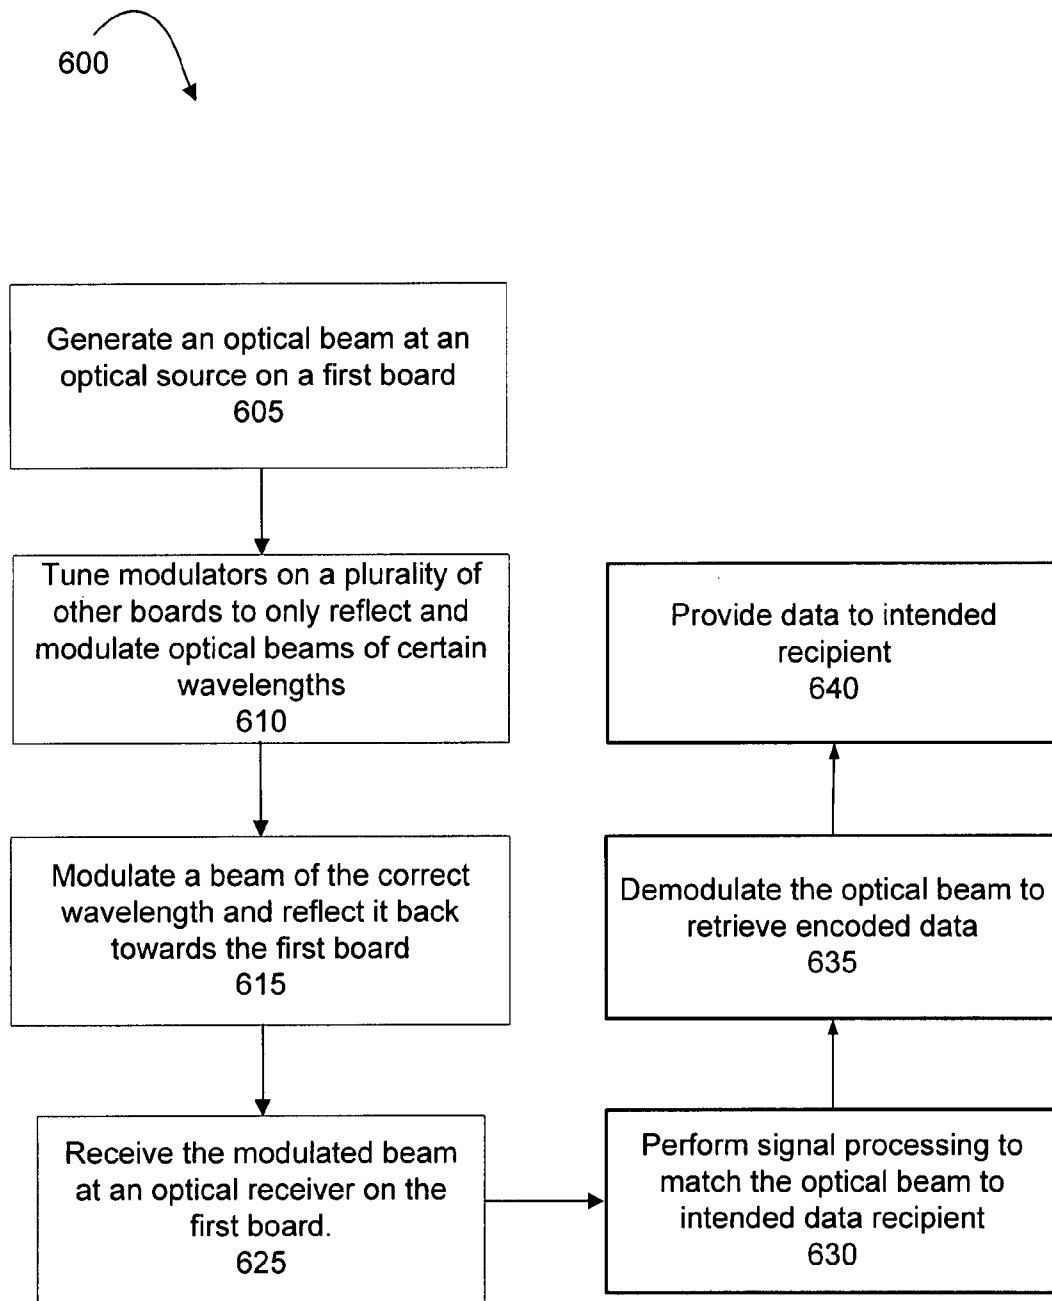 600
Generate an optical beam at an
optical source on a first board
605
Tune modulators on a plurality of
other boards to only reflect and
modulate optical beams of certain
wavelengths
610
Modulate a beam of the correct
wavelength and reflect it back
towards the first board
615
Receive the modulated beam
at an optical receiver on the
first board.
625
Perform signal processing to
match the optical beam to
intended data recipient
630
Demodulate the optical beam to
retrieve encoded data
635
Provide data to intended
recipient
640